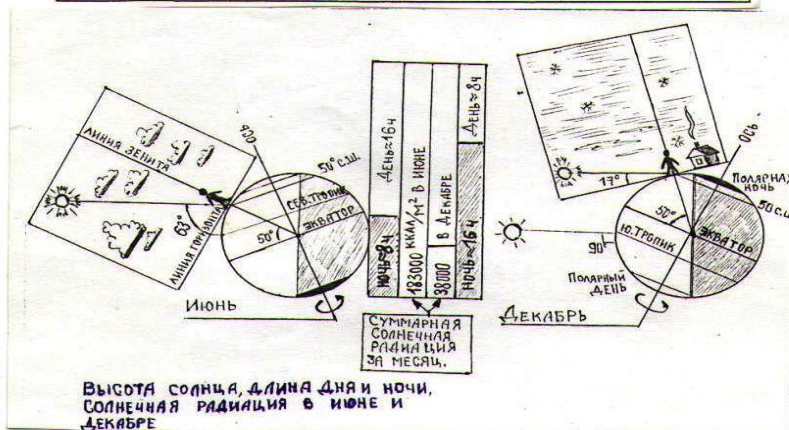 ЛИНИЯ ЗЕНИТА
ЛИНИЯ ГОРИЗОНТА
63°
50° С.Ш.
СЕВ. ТРОПИК
ЭКВАТОР
50°
ИЮНЬ
ДЕНЬ≈16ч
НОЧЬ≈8ч
183000 ККАЛ/М² В ИЮНЕ
38000 В ДЕКАБРЕ
ДЕНЬ≈8ч
НОЧЬ≈16ч
СУММАРНАЯ
СОЛНЕЧНАЯ
РАДИАЦИЯ
ЗА МЕСЯЦ.
17°
ОСЬ
ПОЛЯРНАЯ
НОЧЬ
50 С.Ш.
50°
ЭКВАТОР
90°
Ю. ТРОПИК
ПОЛЯРНЫЙ
ДЕНЬ
ДЕКАБРЬ
ВЫСОТА СОЛНЦА, ДЛИНА ДНЯ И НОЧИ,
СОЛНЕЧНАЯ РАДИАЦИЯ В ИЮНЕ И
ДЕКАБРЕ